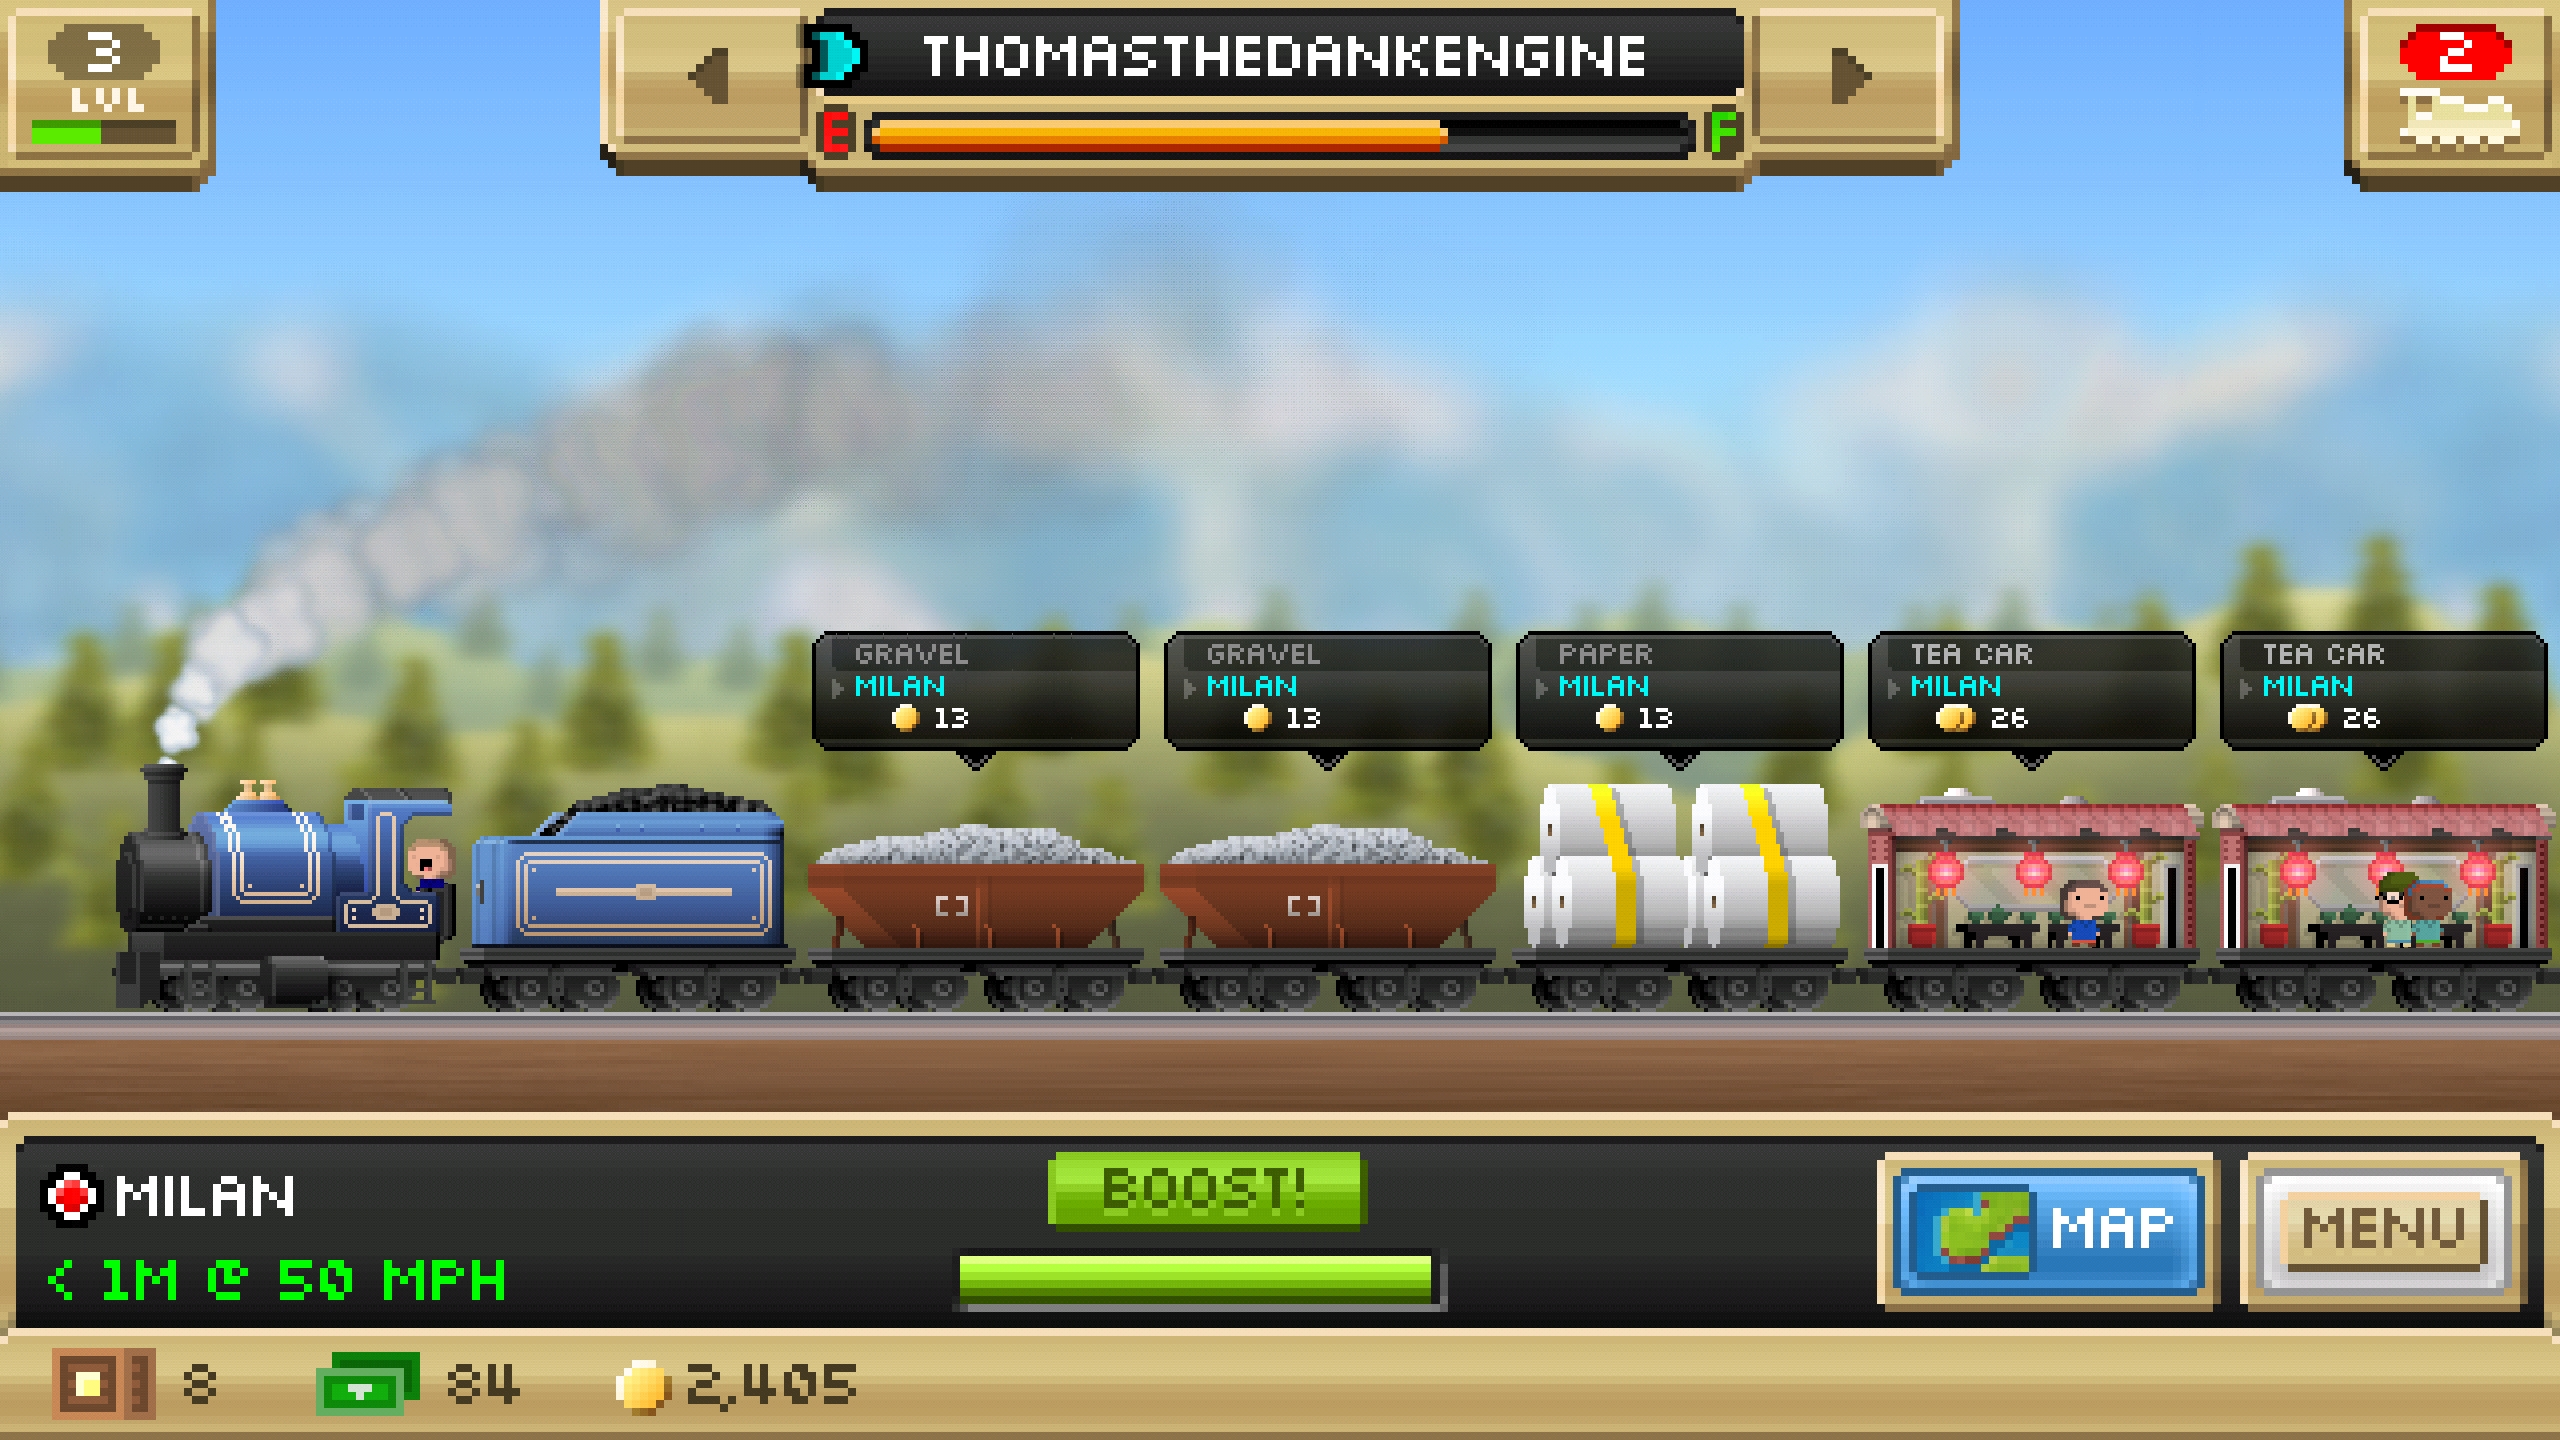 3
LVL
THOMASTHEDANKENGINE
E F
2
GRAVEL
MILAN
13
GRAVEL
MILAN
13
PAPER
MILAN
13
TEA CAR
MILAN
26
TEA CAR
MILAN
26
MILAN
< 1M @ 50 MPH
BOOST!
MAP
MENU
8
84
2,405